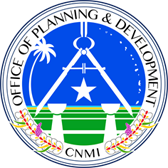 OFFICE OF PLANNING & DEVELOPMENT
CNMI